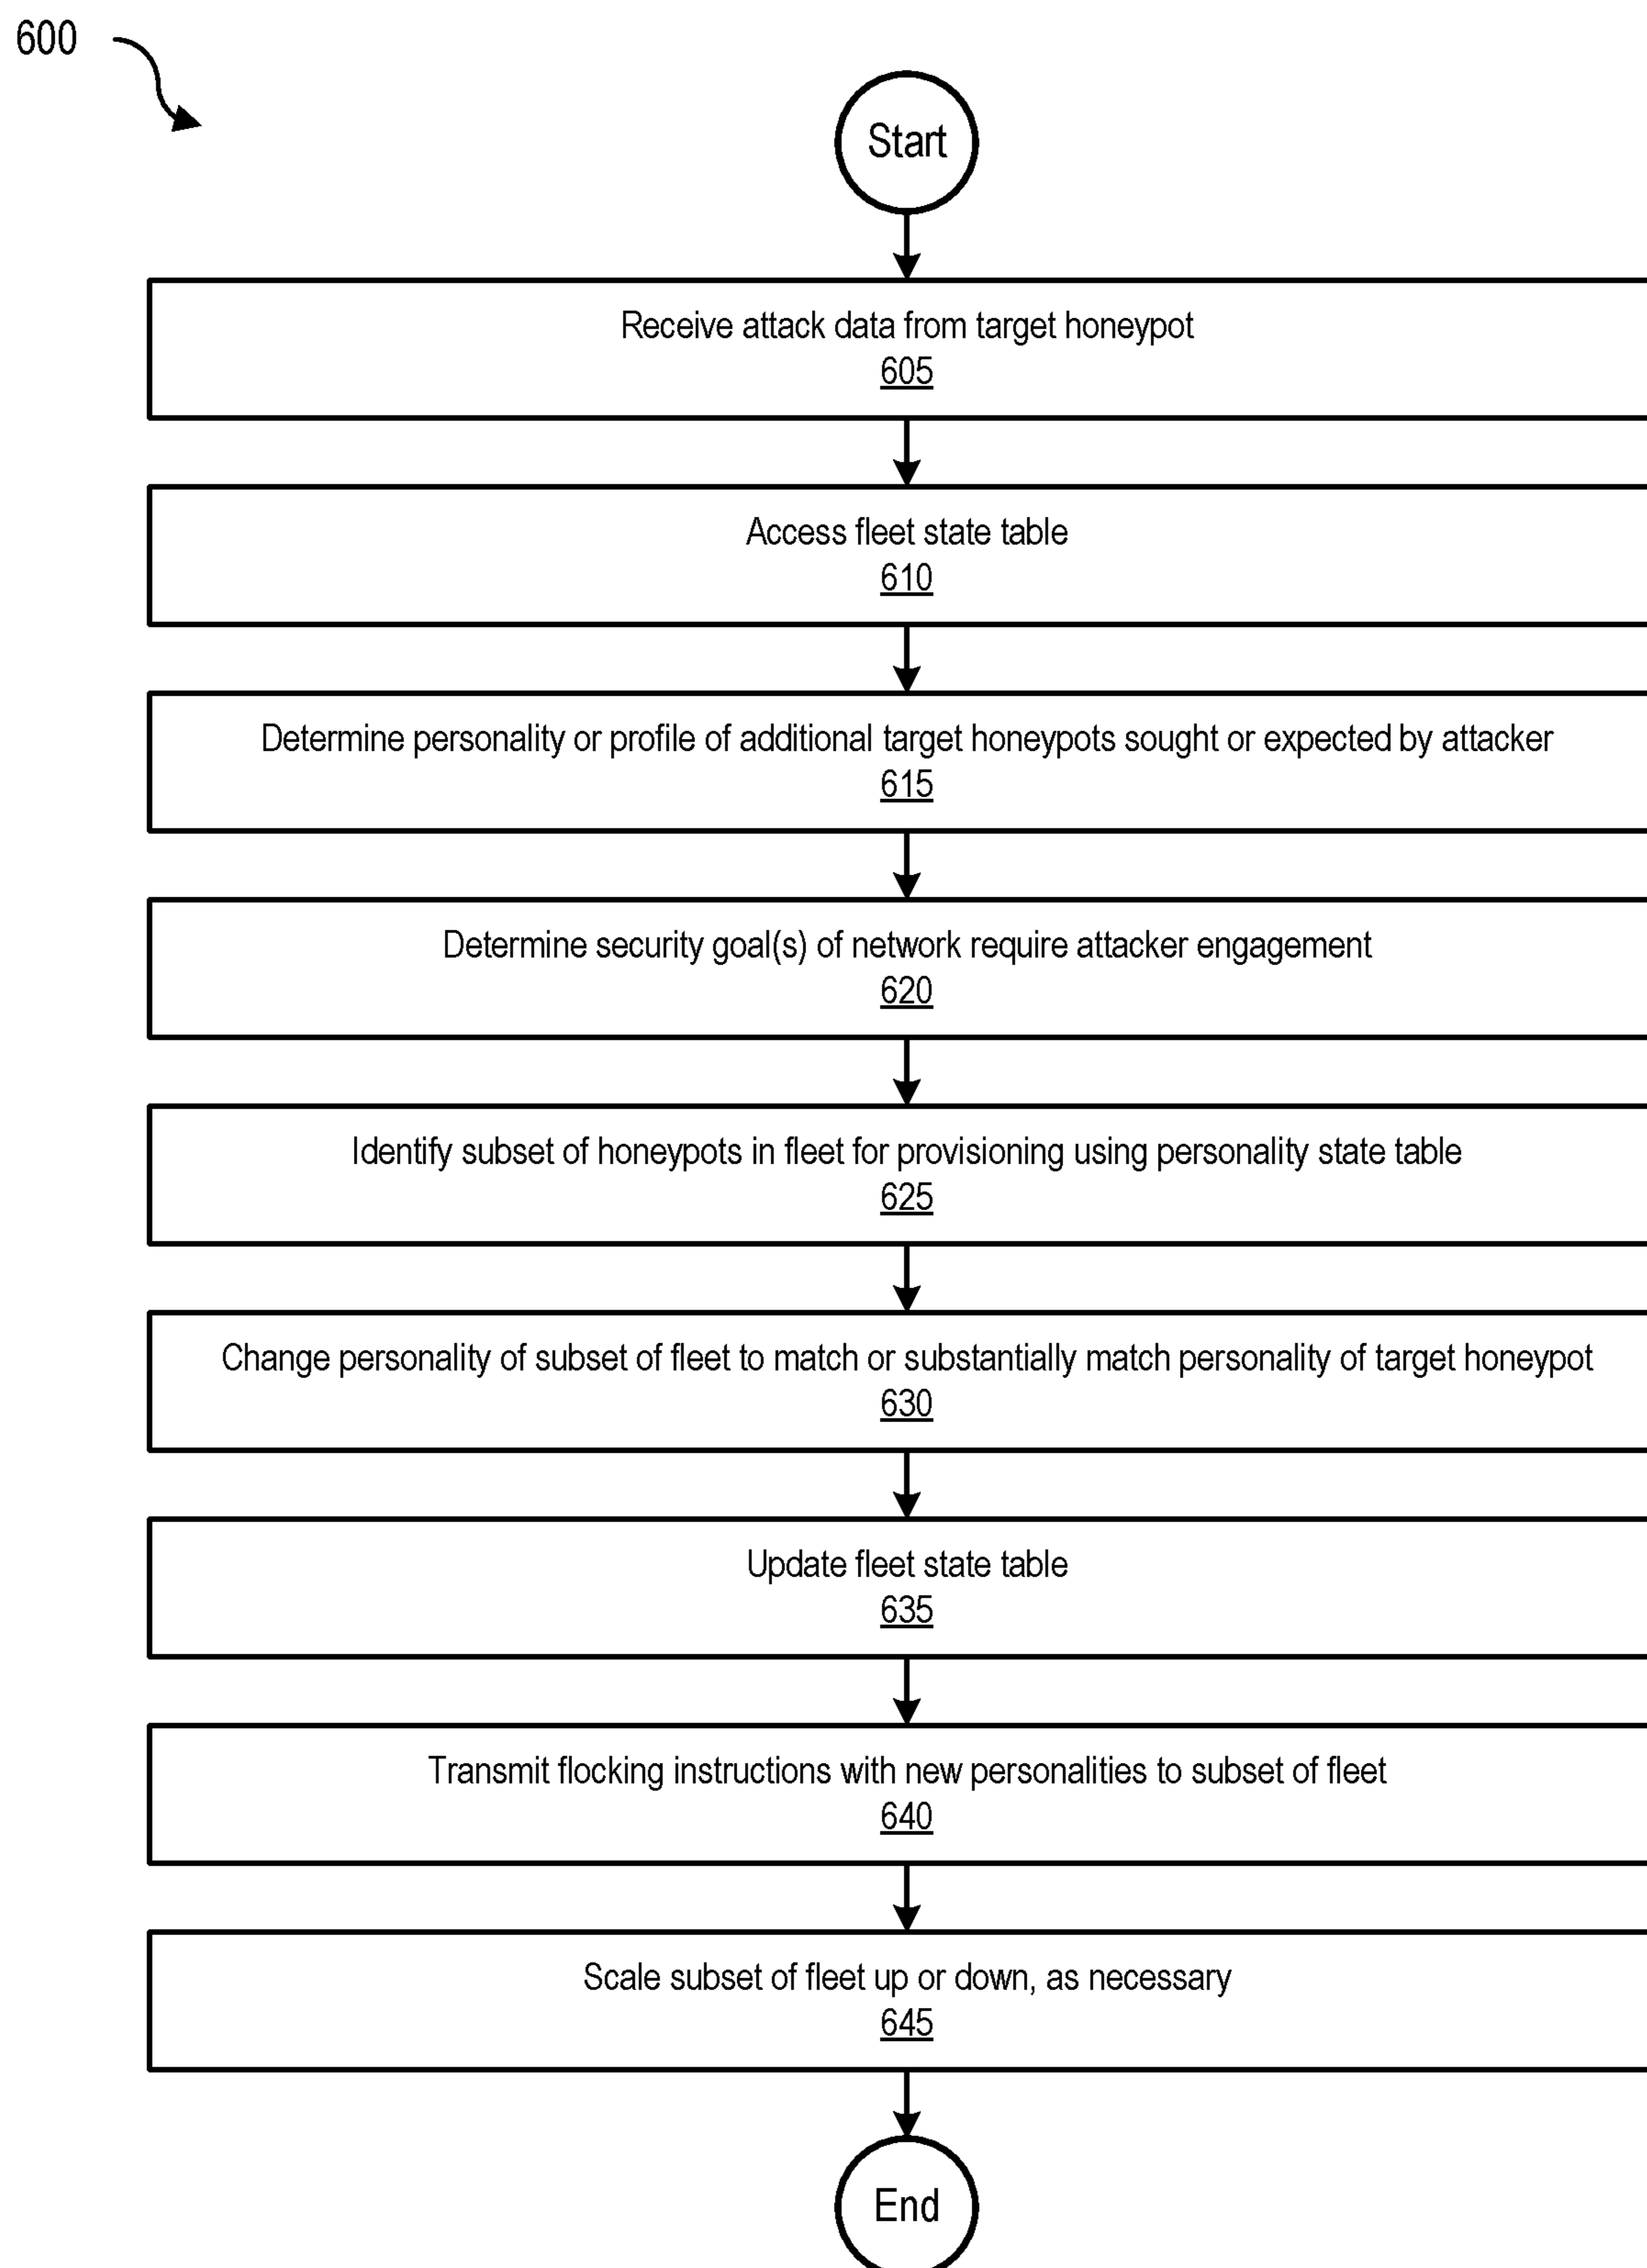 600
Start
Receive attack data from target honeypot
605
Access fleet state table
610
Determine personality or profile of additional target honeypots sought or expected by attacker
615
Determine security goal(s) of network require attacker engagement
620
Identify subset of honeypots in fleet for provisioning using personality state table
625
Change personality of subset of fleet to match or substantially match personality of target honeypot
630
Update fleet state table
635
Transmit flocking instructions with new personalities to subset of fleet
640
Scale subset of fleet up or down, as necessary
645
End